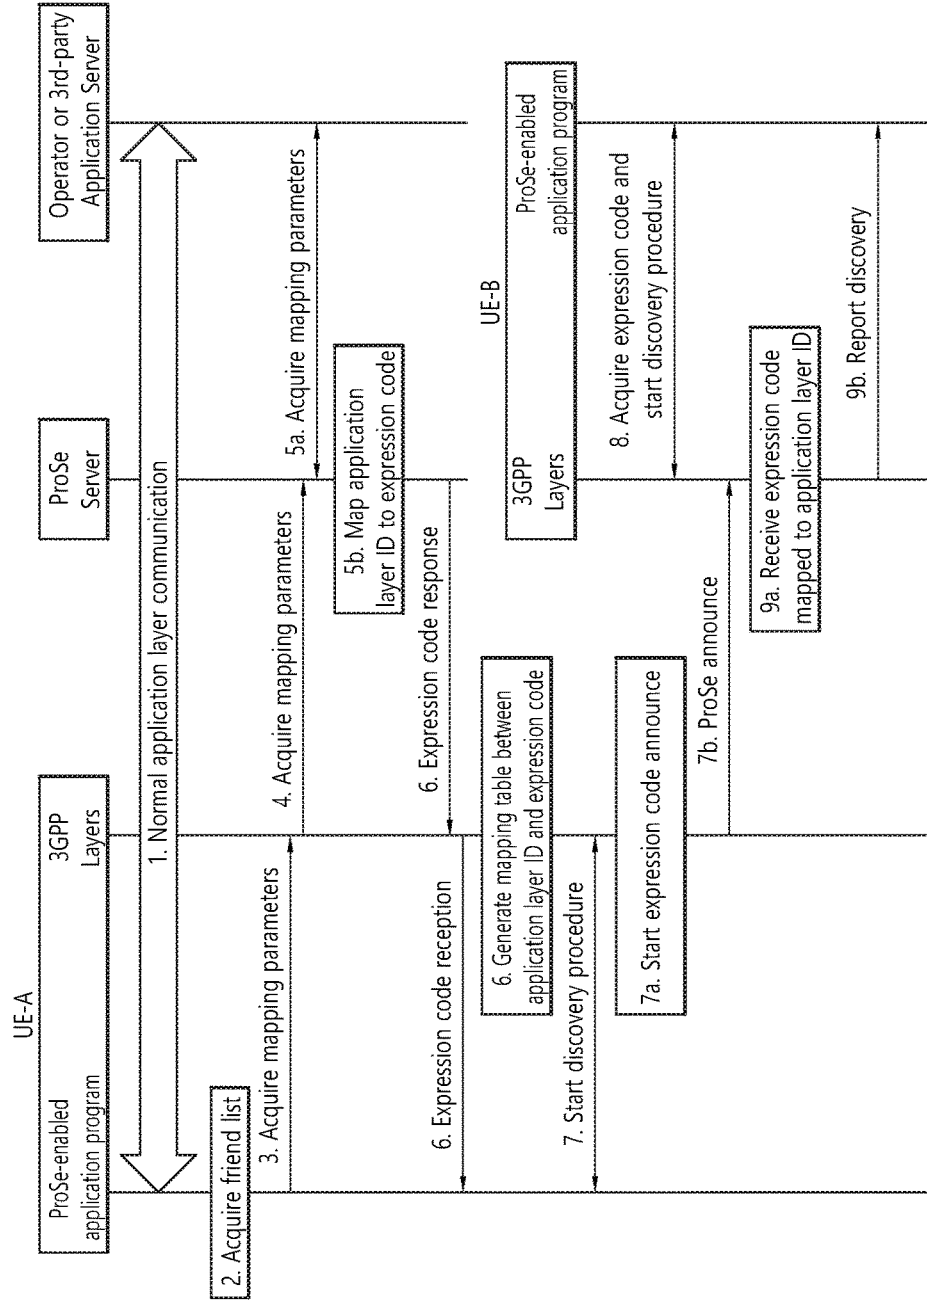 UE-A
ProSe-enabled
application program
3GPP
Layers
ProSe
Server
Operator or 3rd-party
Application Server
1. Normal application layer communication
2. Acquire friend list
3. Acquire mapping parameters
4. Acquire mapping parameters
5a. Acquire mapping parameters
5b. Map application
layer ID to expression code
6. Expression code response
6. Expression code reception
6. Generate mapping table between
application layer ID and expression code
UE-B
3GPP
Layers
ProSe-enabled
application program
7. Start discovery procedure
8. Acquire expression code and
start discovery procedure
7a. Start expression code announce
7b. ProSe announce
9a. Receive expression code
mapped to application layer ID
9b. Report discovery